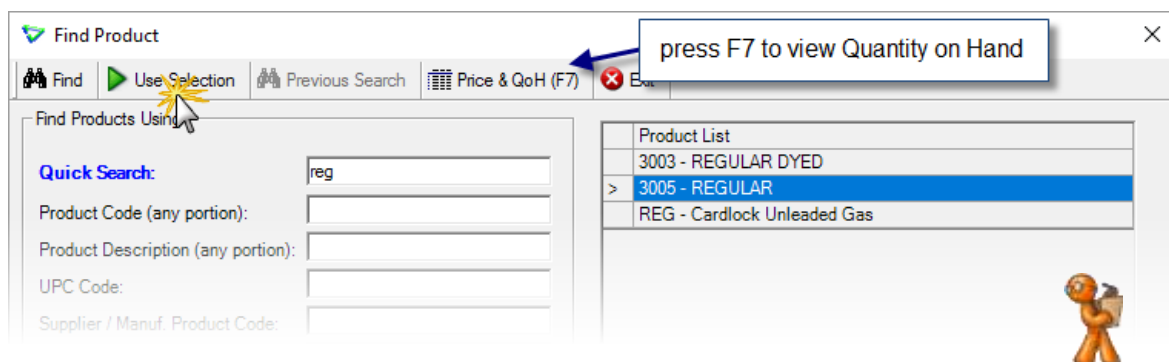 Find Product
press F7 to view Quantity on Hand
Find Use Selection Previous Search Price & QoH (F7)
Find Products Using
Quick Search: reg
Product Code (any portion):
Product Description (any portion):
UPC Code:
Supplier / Manuf. Product Code:
Product List
3003 - REGULAR DYED
> 3005 - REGULAR
REG - Cardlock Unleaded Gas